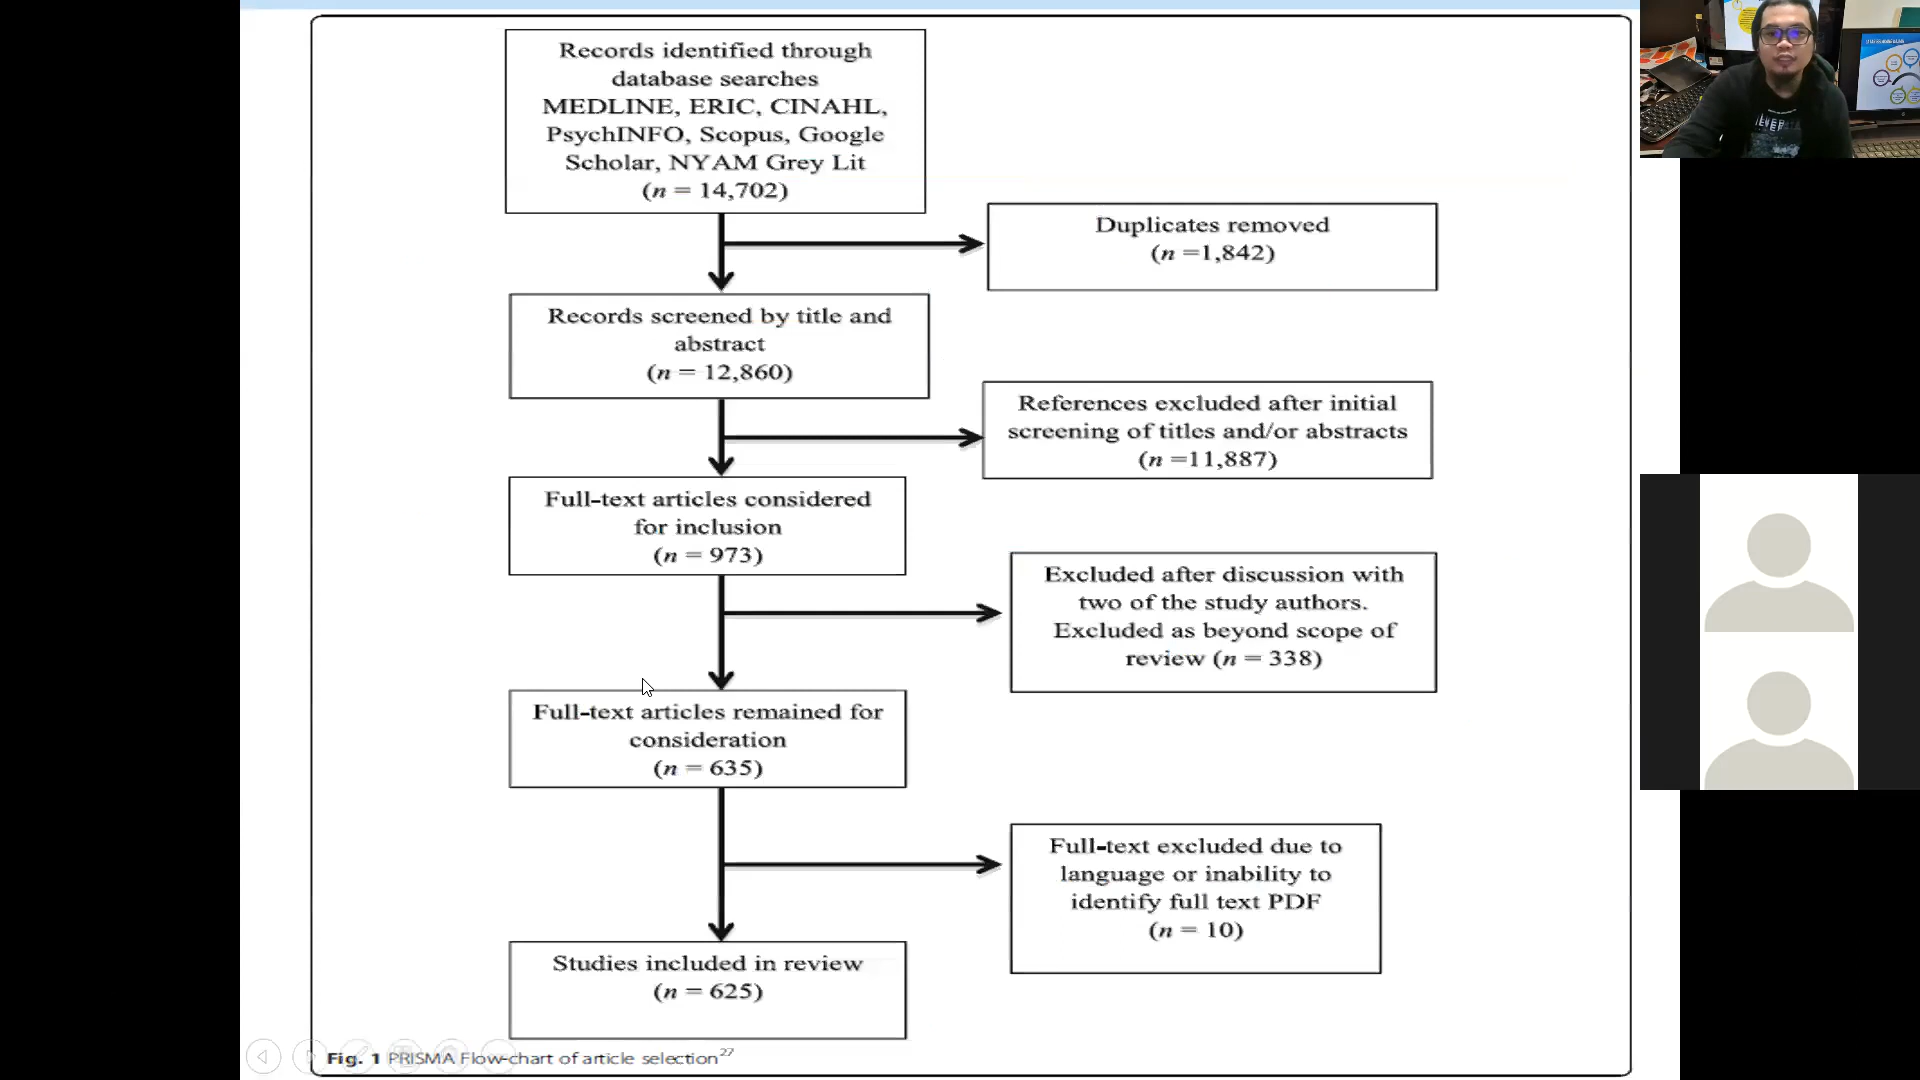 Records identified through
database searches
MEDLINE, ERIC, CINAHL,
PsychINFO, Scopus, Google
Scholar, NYAM Grey Lit
(n = 14,702)
Duplicates removed
(n =1,842)
Records screened by title and
abstract
(n = 12,860)
References excluded after initial
screening of titles and/or abstracts
(n =11,887)
Full-text articles considered
for inclusion
(n = 973)
Excluded after discussion with
two of the study authors.
Excluded as beyond scope of
review (n = 338)
Full-text articles remained for
consideration
(n = 635)
Full-text excluded due to
language or inability to
identify full text PDF
(n = 10)
Studies included in review
(n = 625)
Fig. 1 PRISMA Flow-chart of article selection27